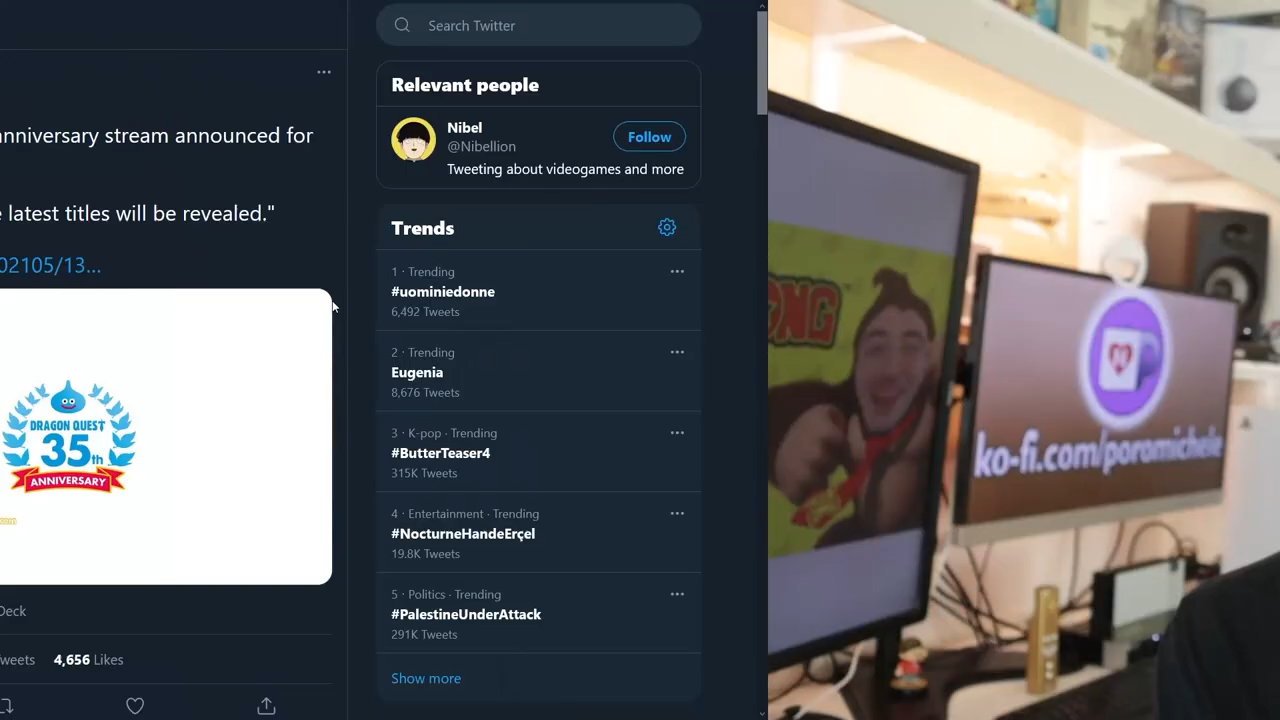 Search Twitter
Relevant people
Nibel
@Nibellion
Follow
Tweeting about videogames and more
anniversary stream announced for
latest titles will be revealed."
02105/13...
DRAGON QUEST
35th
ANNIVERSARY
Deck
4,656 Likes
Trends
1 · Trending
#uominiedonne
6,492 Tweets
2 · Trending
Eugenia
8,676 Tweets
3 · K-pop · Trending
#ButterTeaser4
315K Tweets
4 · Entertainment · Trending
#NocturneHandeErçel
19.8K Tweets
5 · Politics · Trending
#PalestineUnderAttack
291K Tweets
Show more
ONG
ko-fi.com/poromichele